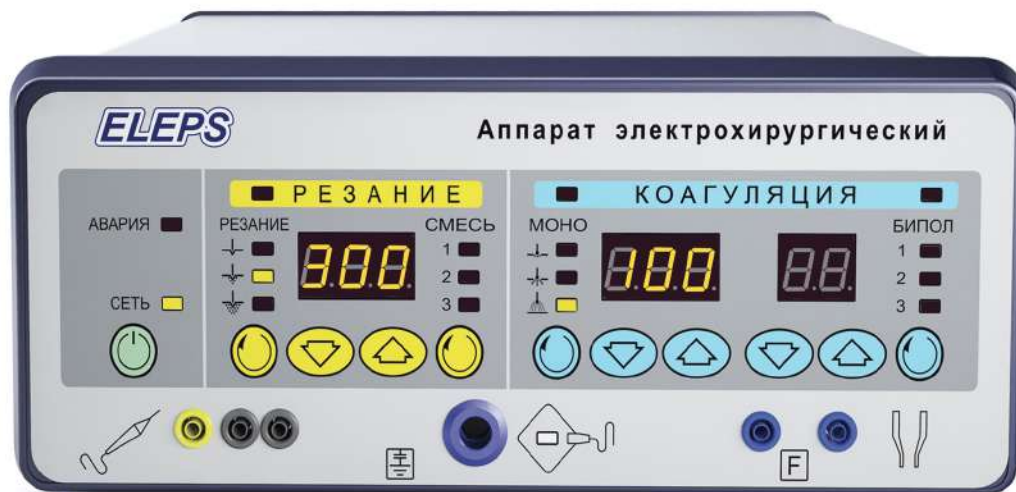 ELEPS
Аппарат электрохирургический
РЕЗАНИЕ
КОАГУЛЯЦИЯ
АВАРИЯ
РЕЗАНИЕ
СМЕСЬ
МОНО
БИПОЛ
300
100
1
2
3
1
2
3
СЕТЬ
F